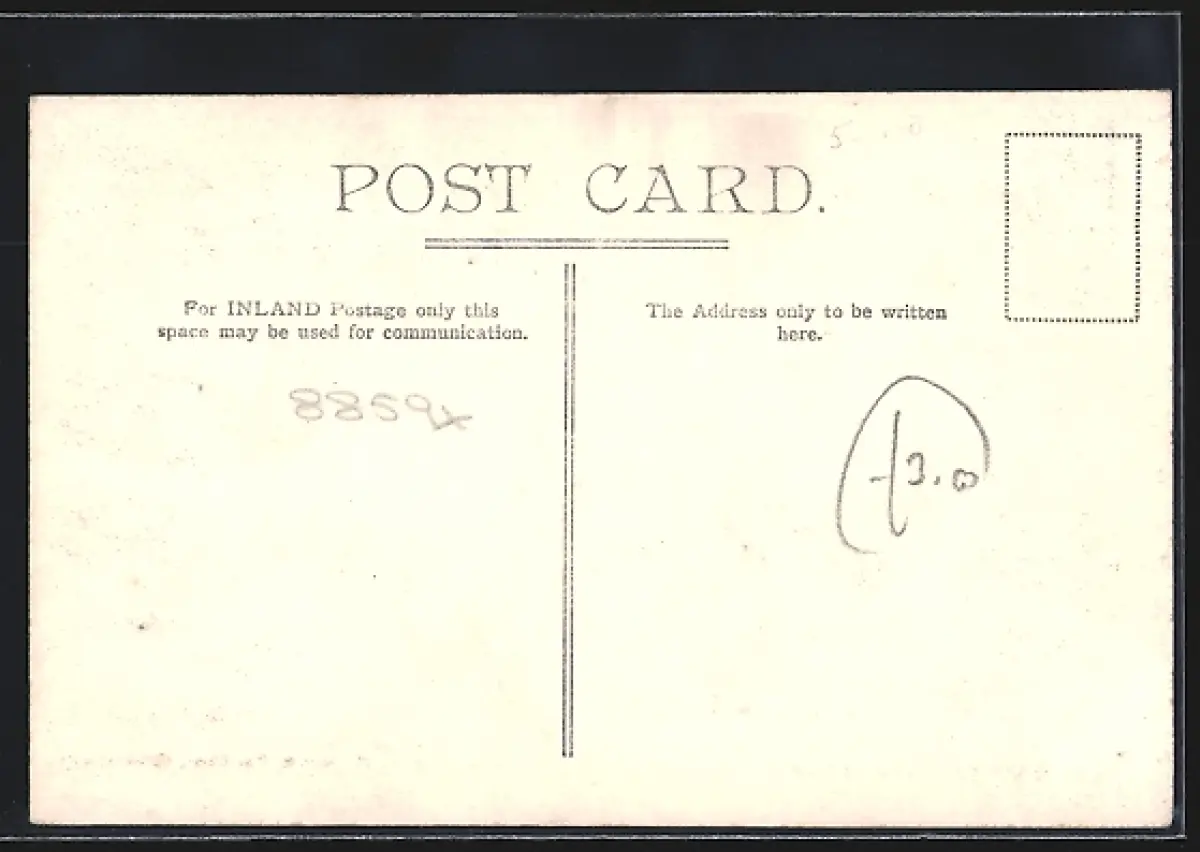 POST CARD.
For INLAND Postage only this
space may be used for communication.
The Address only to be written
here.
8859x